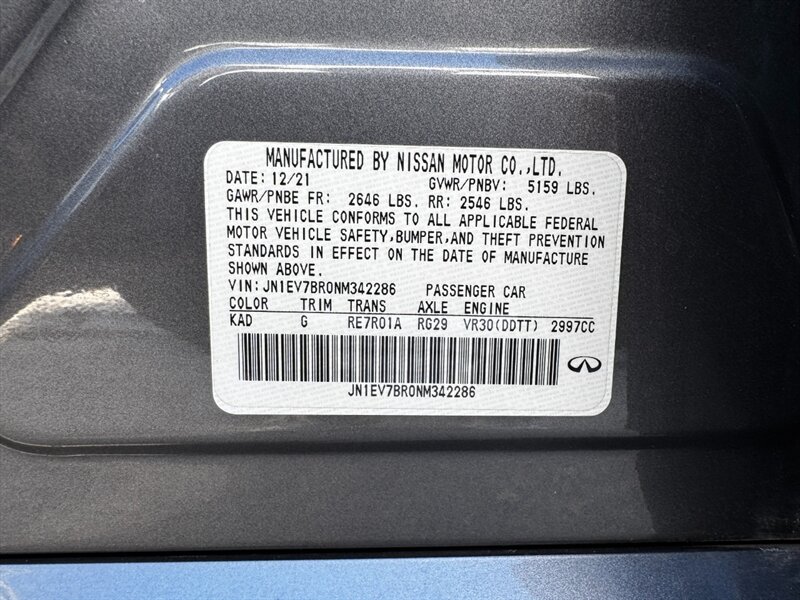 MANUFACTURED BY NISSAN MOTOR CO.,LTD.
DATE: 12/21 GVWR/PNBV: 5159 LBS.
GAWR/PNBE FR: 2646 LBS. RR: 2546 LBS.
THIS VEHICLE CONFORMS TO ALL APPLICABLE FEDERAL
MOTOR VEHICLE SAFETY,BUMPER,AND THEFT PREVENTION
STANDARDS IN EFFECT ON THE DATE OF MANUFACTURE
SHOWN ABOVE.
VIN:JN1EV7BR0NM342286 PASSENGER CAR
COLOR TRIM TRANS AXLE ENGINE
KAD G RE7R01A RG29 VR30(DDTT) 2997CC
JN1EV7BR0NM342286